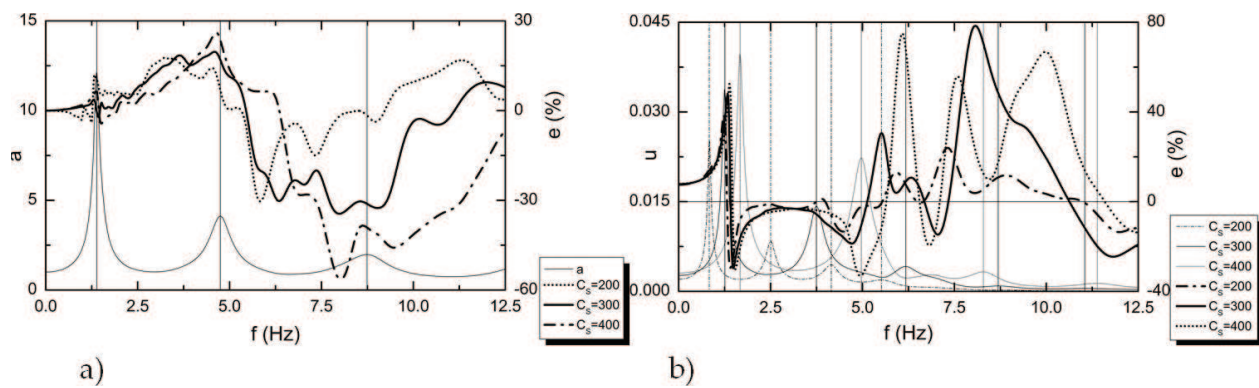 f (Hz)
15
10
5
0
a
0.0
2.5
5.0
7.5
10.0
12.5
f (Hz)
30
0
-30
-60
e (%)
a
C_S=200
C_S=300
C_S=400
a)
f (Hz)
0.045
0.030
0.015
0.000
u
0.0
2.5
5.0
7.5
10.0
12.5
f (Hz)
80
40
0
-40
e (%)
C_S=200
C_S=300
C_S=400
C_S=200
C_S=300
C_S=400
b)